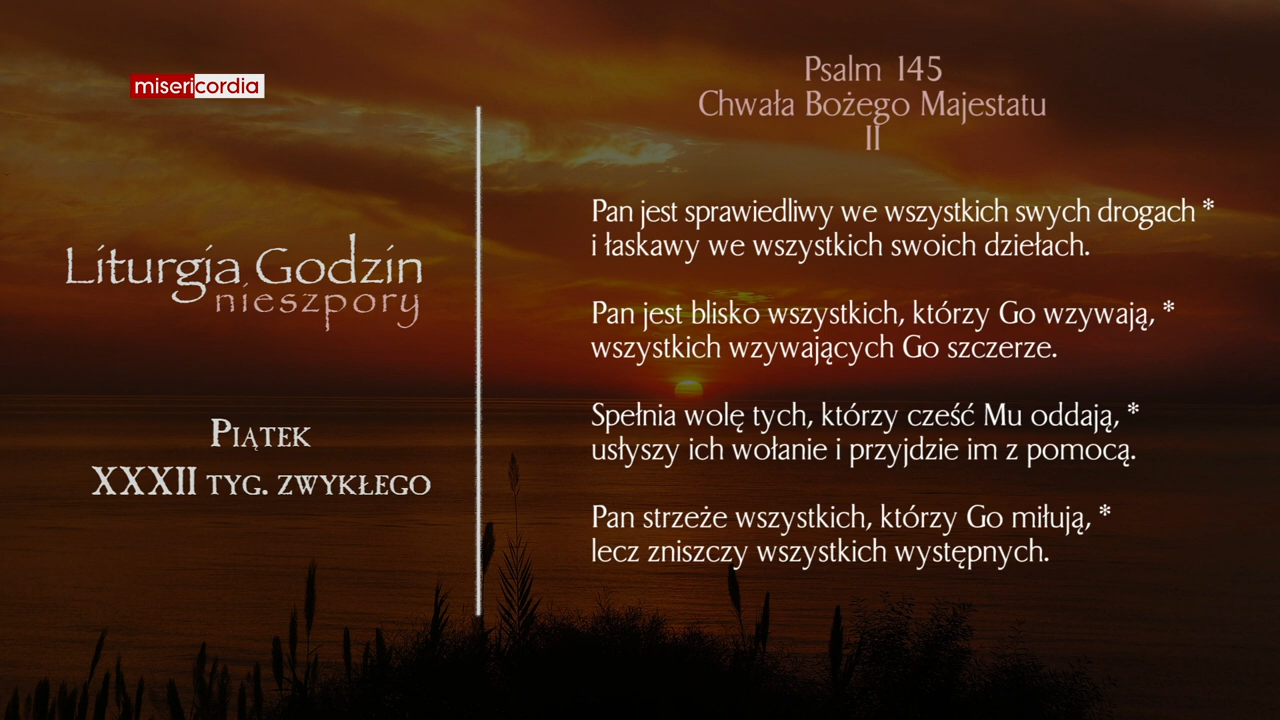 misericordia
Liturgia Godzin
nieszpory
Piątek
XXXII tyg. zwykłego
Psalm 145
Chwała Bożego Majestatu
II
Pan jest sprawiedliwy we wszystkich swych drogach *
i łaskawy we wszystkich swoich dziełach.
Pan jest blisko wszystkich, którzy Go wzywają, *
wszystkich wzywających Go szczerze.
Spełnia wolę tych, którzy cześć Mu oddają, *
usłyszy ich wołanie i przyjdzie im z pomocą.
Pan strzeże wszystkich, którzy Go miłują, *
lecz zniszczy wszystkich występnych.